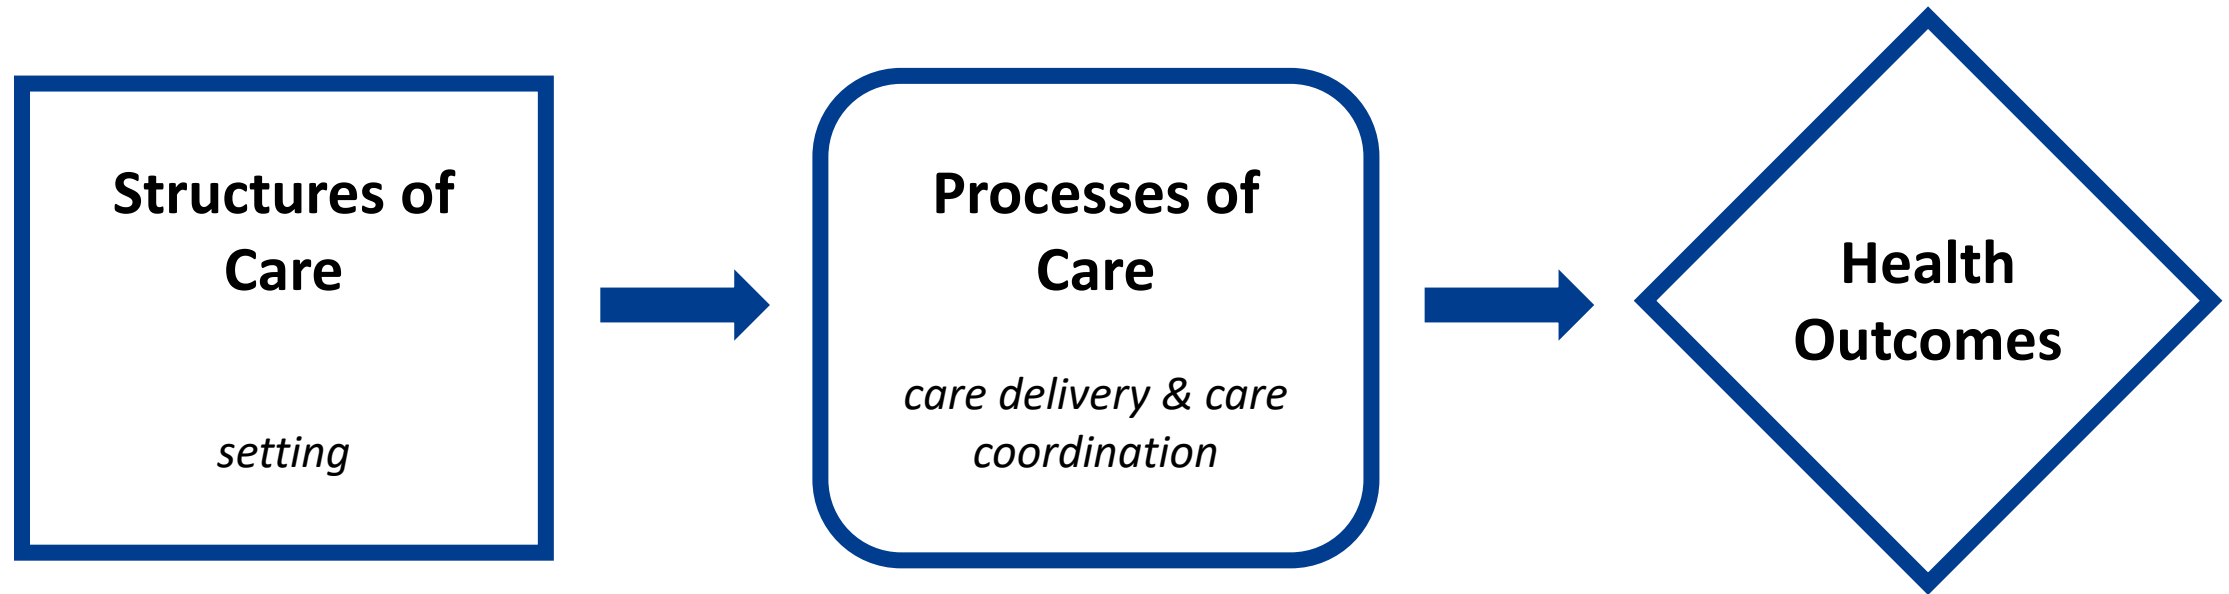 Structures of
Care
setting
Processes of
Care
care delivery & care
coordination
Health
Outcomes